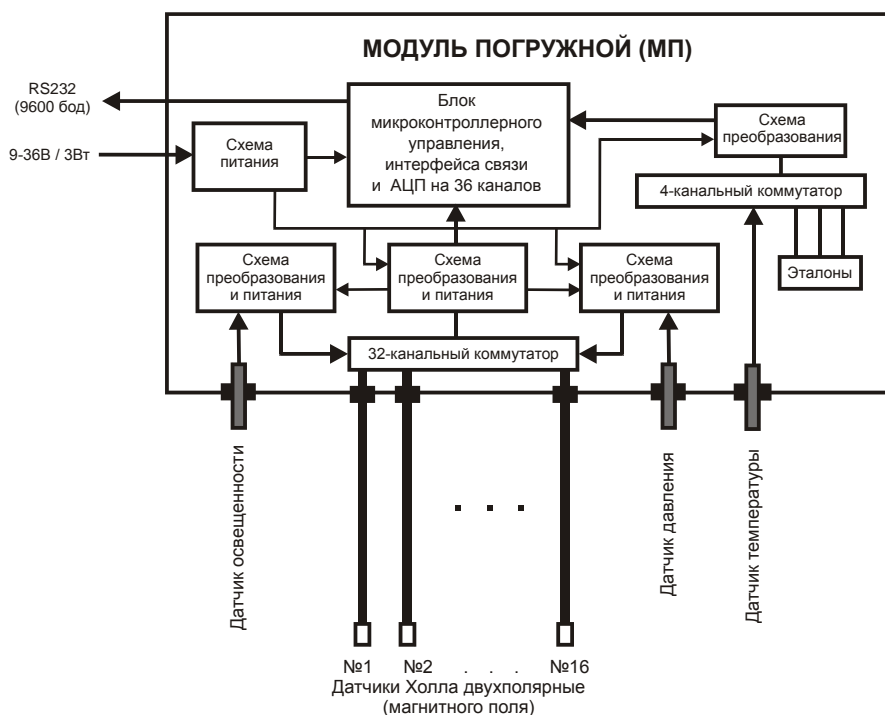 МОДУЛЬ ПОГРУЖНОЙ (МП)
RS232
(9600 бод)
9-36В / 3Вт
Схема
питания
Блок
микроконтроллерного
управления,
интерфейса связи
и АЦП на 36 каналов
Схема
преобразования
4-канальный коммутатор
Эталоны
Схема
преобразования
и питания
Схема
преобразования
и питания
Схема
преобразования
и питания
32-канальный коммутатор
Датчик освещенности
. . .
Датчик давления
Датчик температуры
№1 №2 . . . №16
Датчики Холла двухполярные
(магнитного поля)